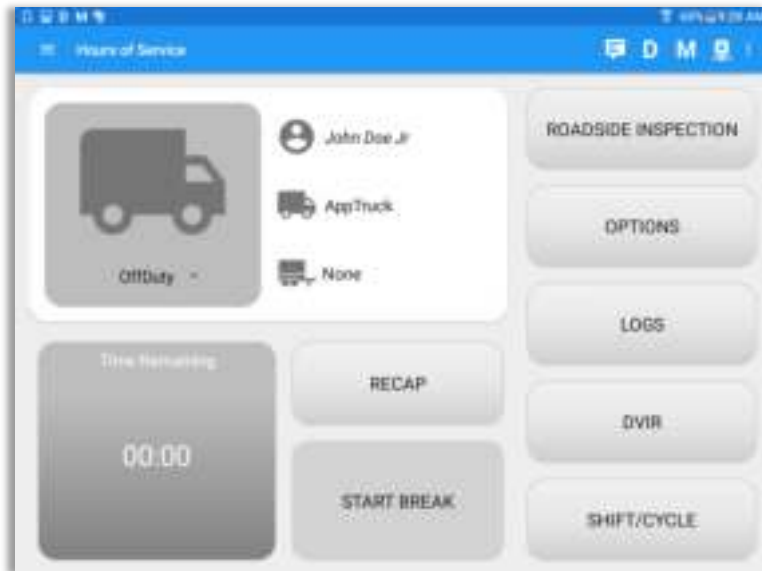 Hours of Service
D M
John Doe Jr
AppTruck
None
OffDuty
Time Remaining
00:00
RECAP
START BREAK
ROADSIDE INSPECTION
OPTIONS
LOGS
DVIR
SHIFT/CYCLE